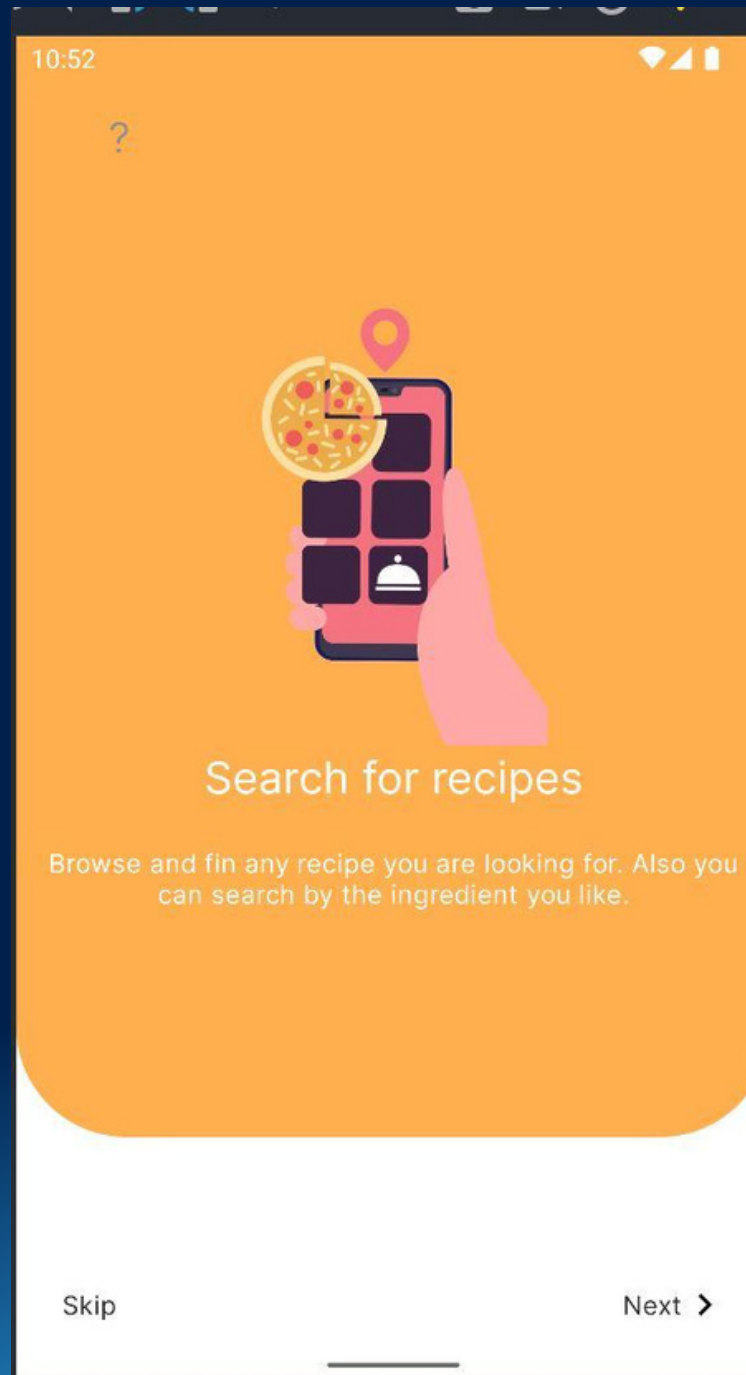 10:52
?
Search for recipes
Browse and fin any recipe you are looking for. Also you
can search by the ingredient you like.
Skip
Next